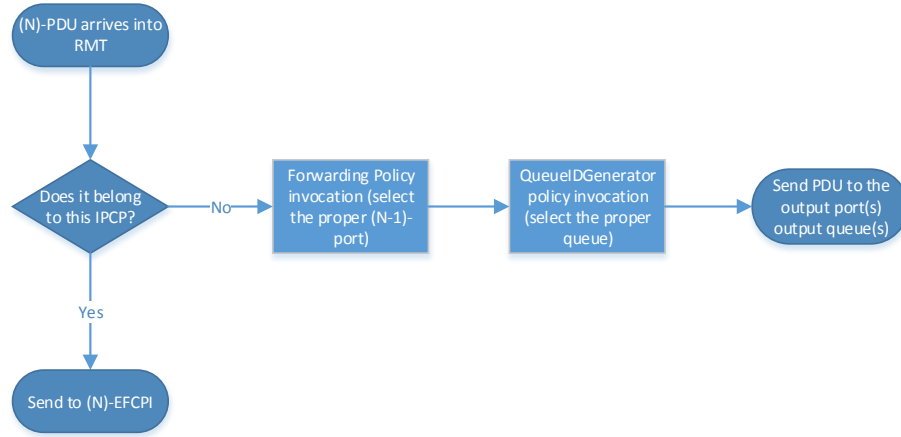 (N)-PDU arrives into
RMT
Does it belong
to this IPCP?
No
Forwarding Policy
invocation (select
the proper (N-1)-
port)
QueueIDGenerator
policy invocation
(select the proper
queue)
Send PDU to the
output port(s)
output queue(s)
Yes
Send to (N)-EFCPI